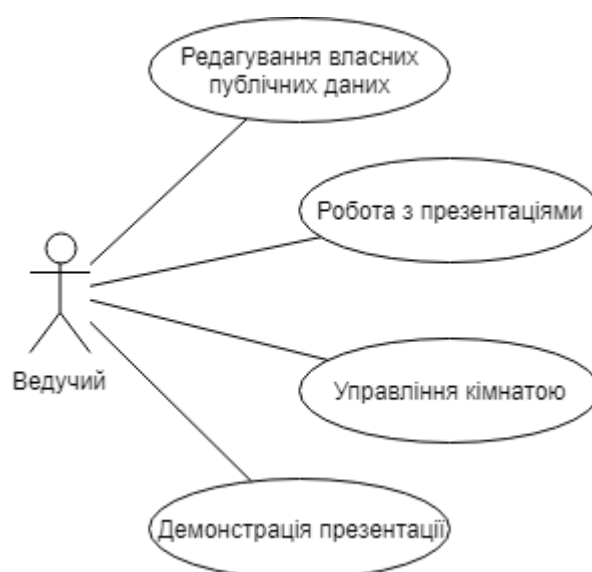 Редагування власних
публічних даних
Робота з презентаціями
Ведучий
Управління кімнатою
Демонстрація презентації